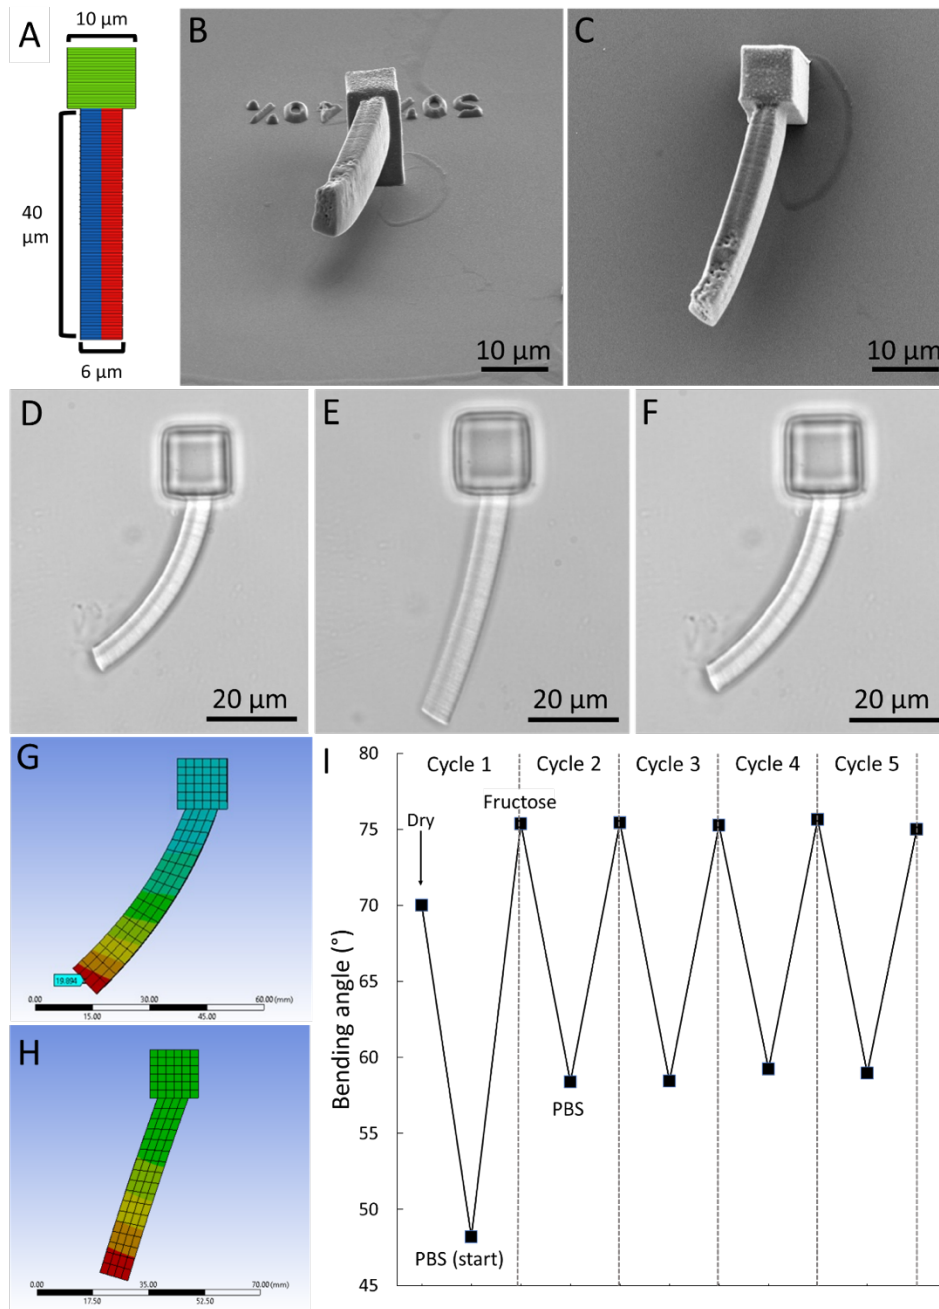 A
10 µm
40
µm
6 µm
B
10 µm
C
10 µm
D
20 µm
E
20 µm
F
20 µm
G
19.894
0.00 30.00 60.00 (mm)
15.00 45.00
H
0.00 35.00 70.00 (mm)
17.50 52.50
I
Cycle 1 Cycle 2 Cycle 3 Cycle 4 Cycle 5
Dry
Fructose
PBS
PBS (start)
Bending angle (°)
80
75
70
65
60
55
50
45